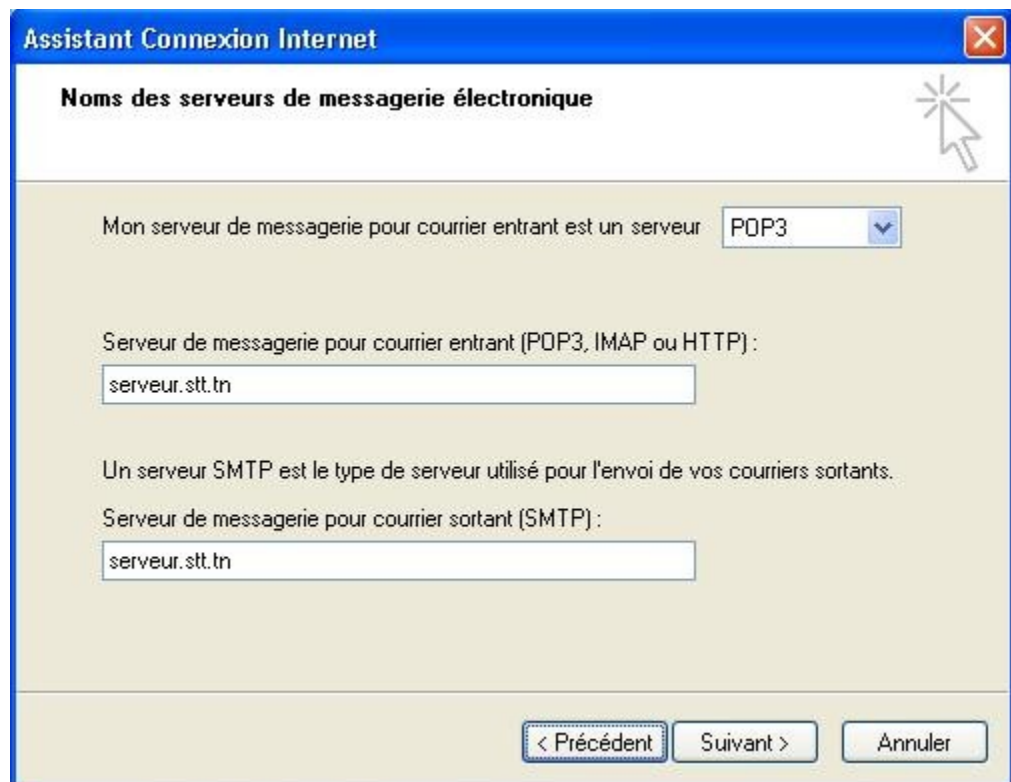 Assistant Connexion Internet
Noms des serveurs de messagerie électronique
Mon serveur de messagerie pour courrier entrant est un serveur POP3
Serveur de messagerie pour courrier entrant (POP3, IMAP ou HTTP) :
serveur.stt.tn
Un serveur SMTP est le type de serveur utilisé pour l'envoi de vos courriers sortants.
Serveur de messagerie pour courrier sortant (SMTP) :
serveur.stt.tn
< Précédent Suivant > Annuler